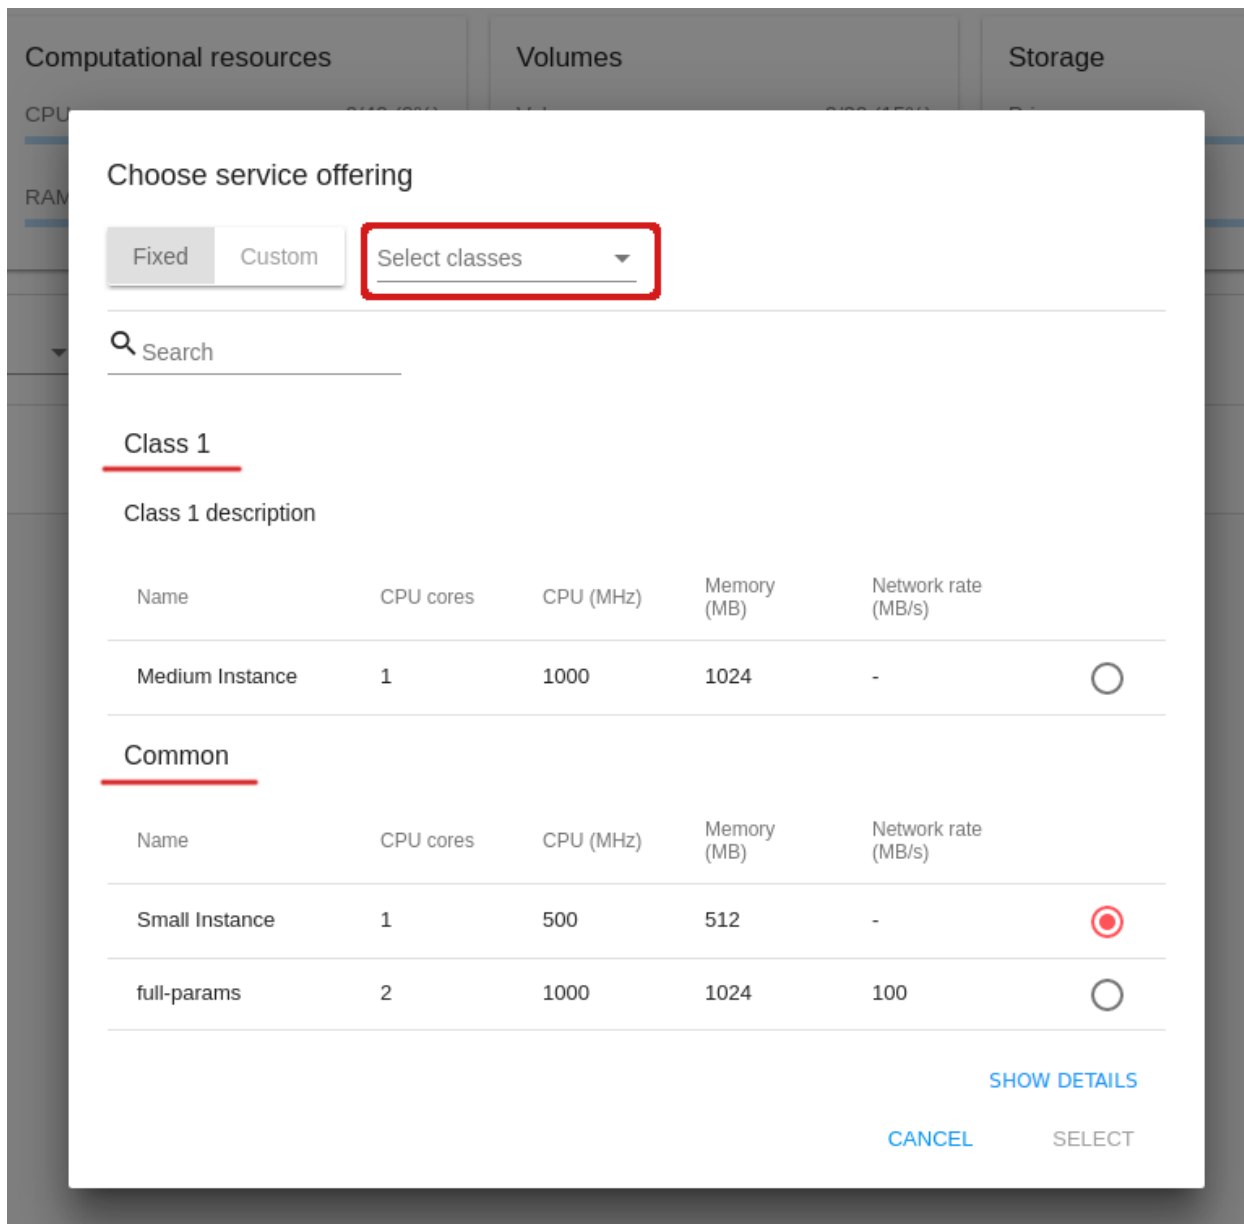 Computational resources Volumes Storage
CPU
RAM
Choose service offering
Fixed Custom Select classes
Search
Class 1
Class 1 description
Name CPU cores CPU (MHz) Memory (MB) Network rate (MB/s)
Medium Instance 1 1000 1024 -
Common
Name CPU cores CPU (MHz) Memory (MB) Network rate (MB/s)
Small Instance 1 500 512 -
full-params 2 1000 1024 100
SHOW DETAILS
CANCEL SELECT